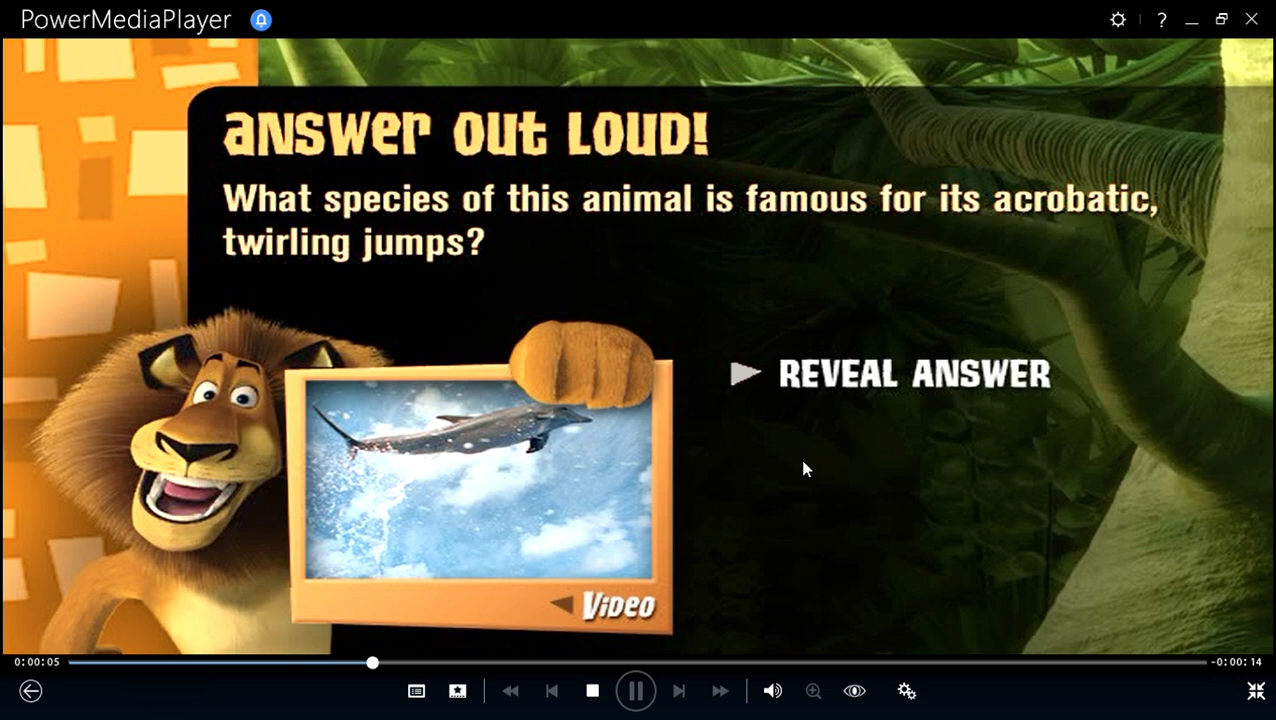 PowerMediaPlayer
?
ANSWER OUT LOUD!
What species of this animal is famous for its acrobatic,
twirling jumps?
REVEAL ANSWER
VIDEO
0:00:05
-0:00:14